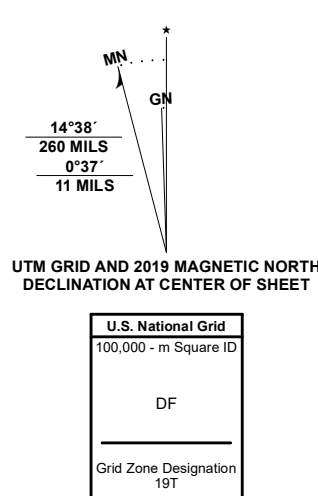 ★
MN
GN
14°38´
260 MILS
0°37´
11 MILS
UTM GRID AND 2019 MAGNETIC NORTH
DECLINATION AT CENTER OF SHEET
U.S. National Grid
100,000 - m Square ID
DF
Grid Zone Designation
19T